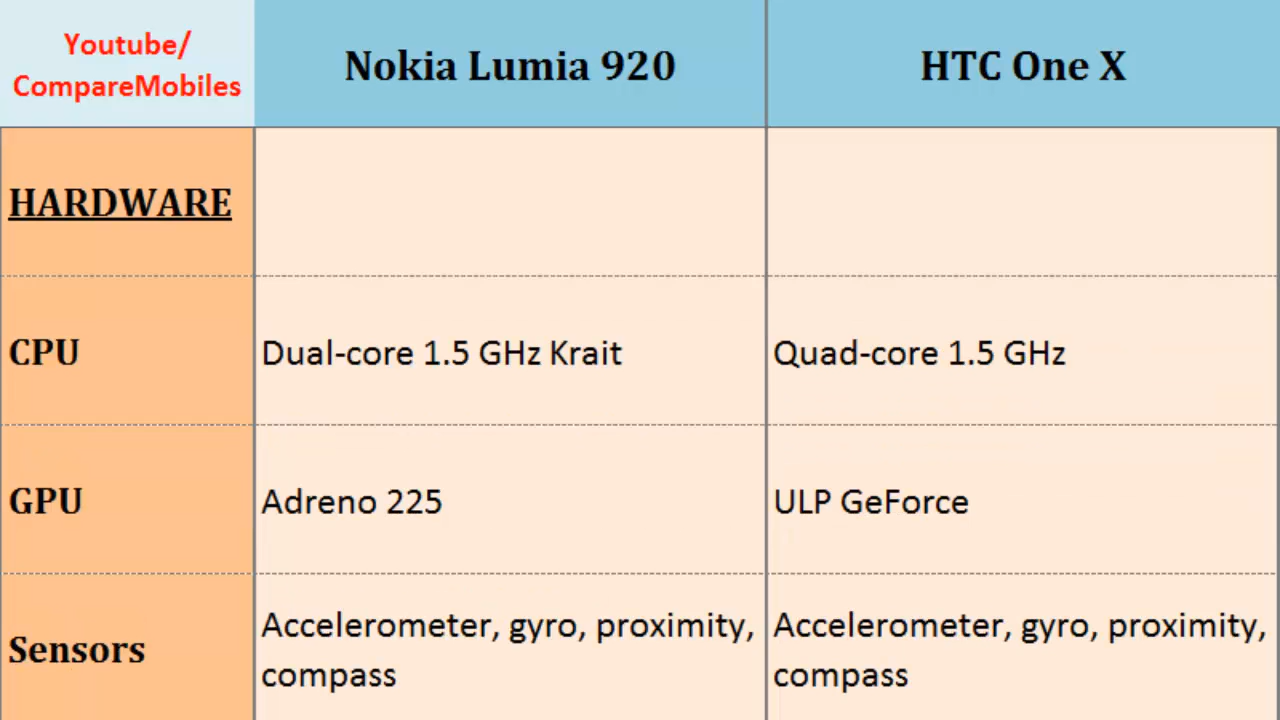 Youtube/
CompareMobiles
Nokia Lumia 920
HTC One X
HARDWARE
CPU
Dual-core 1.5 GHz Krait
Quad-core 1.5 GHz
GPU
Adreno 225
ULP GeForce
Sensors
Accelerometer, gyro, proximity,
compass
Accelerometer, gyro, proximity,
compass